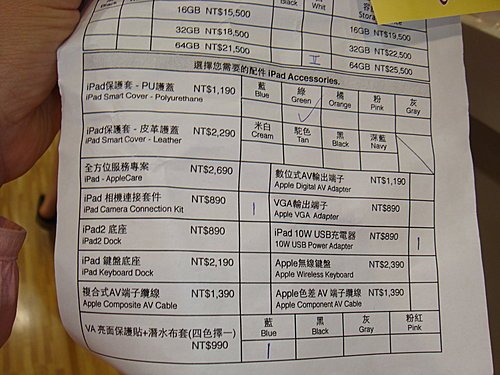 Black
Whit
16GB NT$15,500
32GB NT$18,500
64GB NT$21,500
16GB NT$19,500
32GB NT$22,500
64GB NT$25,500
選擇您需要的配件 iPad Accessories.
iPad保護套 - PU護蓋 NT$1,190
iPad Smart Cover - Polyurethane
藍 綠 橘 粉 灰
Blue Green Orange Pink Gray
iPad保護套 - 皮革護蓋 NT$2,290
iPad Smart Cover - Leather
米白 駝色 黑 深藍
Cream Tan Black Navy
全方位服務專案 NT$2,690
iPad - AppleCare
數位式AV輸出端子 NT$1,190
Apple Digital AV Adapter
iPad 相機連接套件 NT$890
iPad Camera Connection Kit
VGA輸出端子 NT$890
Apple VGA Adapter
iPad2 底座 NT$890
iPad2 Dock
iPad 10W USB充電器 NT$890
10W USB Power Adapter
iPad 鍵盤底座 NT$2,190
iPad Keyboard Dock
Apple無線鍵盤 NT$2,390
Apple Wireless Keyboard
複合式AV端子纜線 NT$1,390
Apple Composite AV Cable
Apple色差 AV 端子纜線 NT$1,390
Apple Component AV Cable
VA 亮面保護貼+潛水布套(四色擇一)
NT$990
藍 黑 灰 粉紅
Blue Black Gray Pink